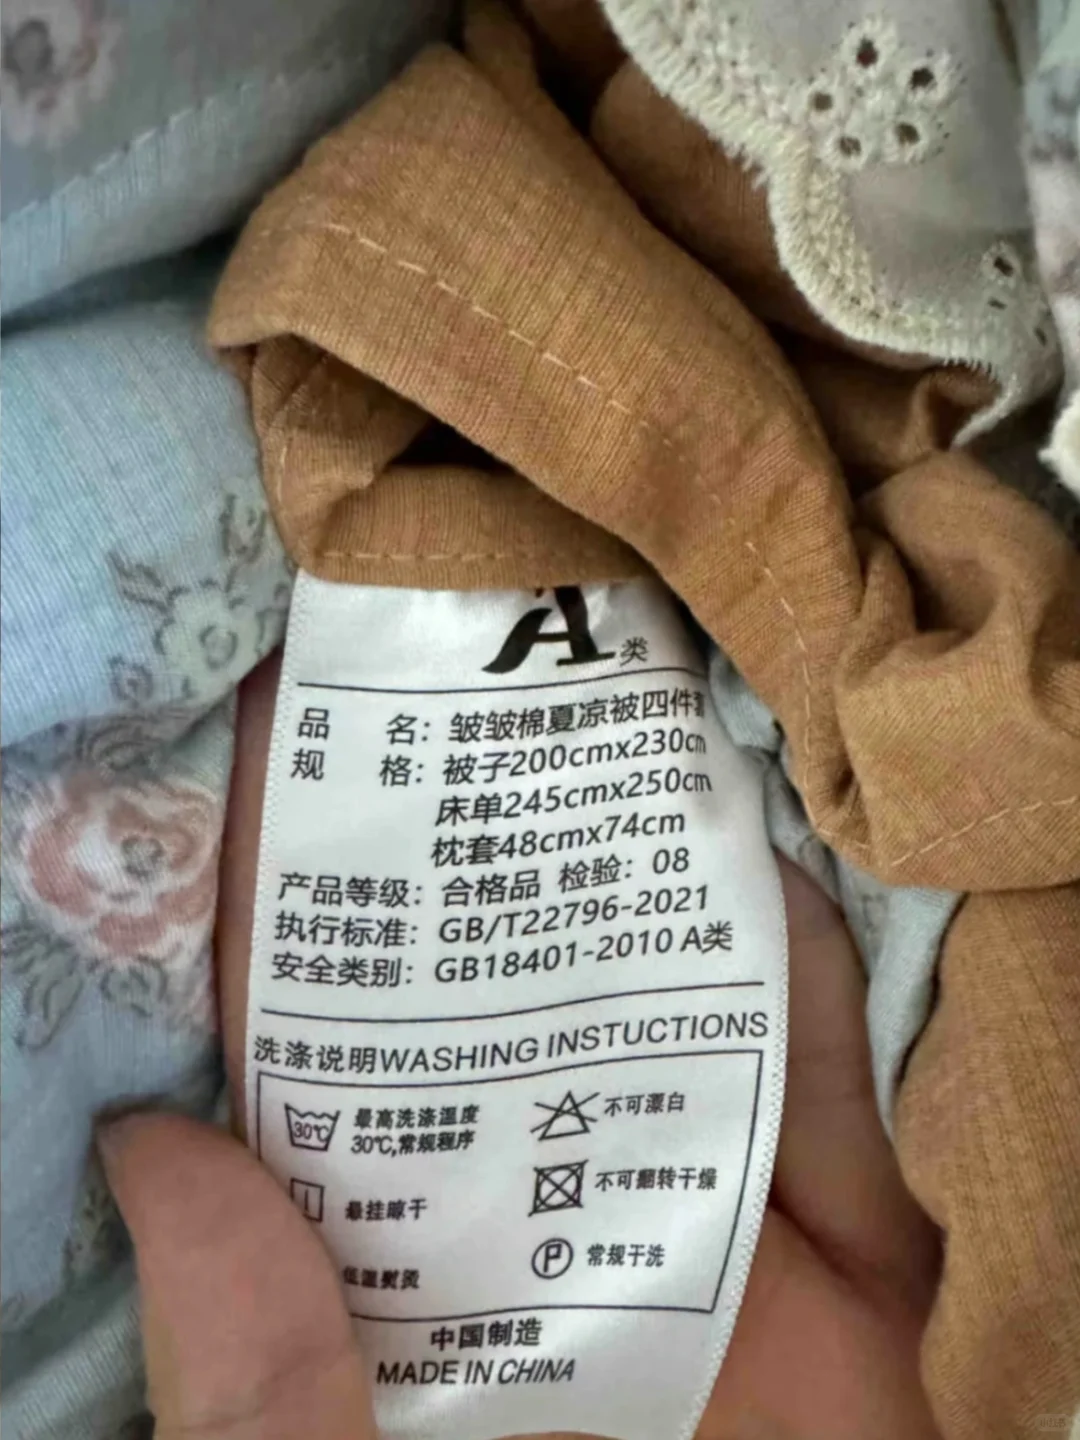 A类
品 名：皱皱棉夏凉被四件套
规 格：被子200cmx230cm
床单245cmx250cm
枕套48cmx74cm
产品等级：合格品 检验：08
执行标准：GB/T22796-2021
安全类别：GB18401-2010 A类
洗涤说明WASHING INSTUCTIONS
30℃ 最高洗涤温度
30℃,常规程序
不可漂白
悬挂晾干
不可翻转干燥
低温熨烫
P 常规干洗
中国制造
MADE IN CHINA